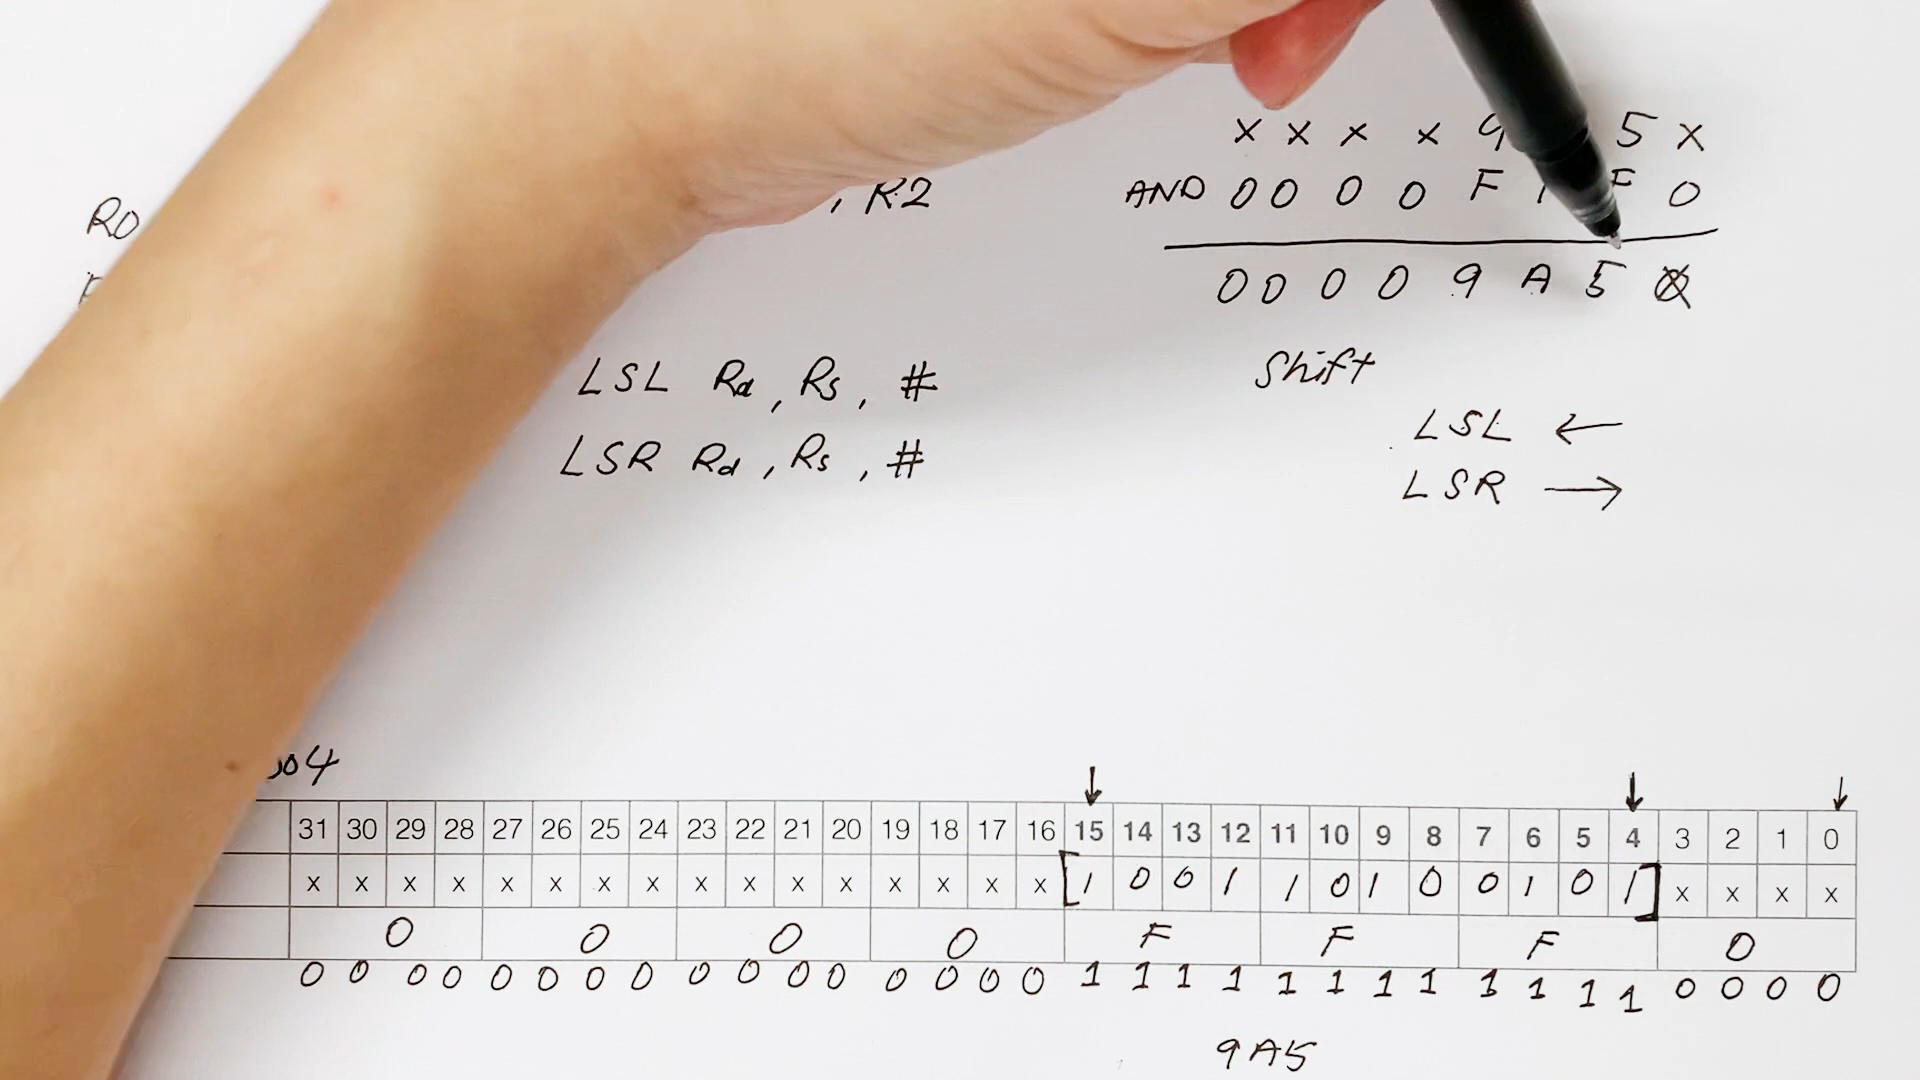 x x x x 9 5 x
AND 0 0 0 0 F F 0
0 0 0 0 9 A 5 0
R0
, R2
LSL Rd, Rs, #
LSR Rd, Rs, #
Shift
LSL ←
LSR →
004
↓ ↓ ↓
31 30 29 28 27 26 25 24 23 22 21 20 19 18 17 16 15 14 13 12 11 10 9 8 7 6 5 4 3 2 1 0
x x x x x x x x x x x x x x x x [1 0 0 1 1 0 1 0 0 1 0 1] x x x x
0 0 0 0 F F F 0
0 0 0 0 0 0 0 0 0 0 0 0 0 0 0 0 1 1 1 1 1 1 1 1 1 1 1 1 0 0 0 0
9A5